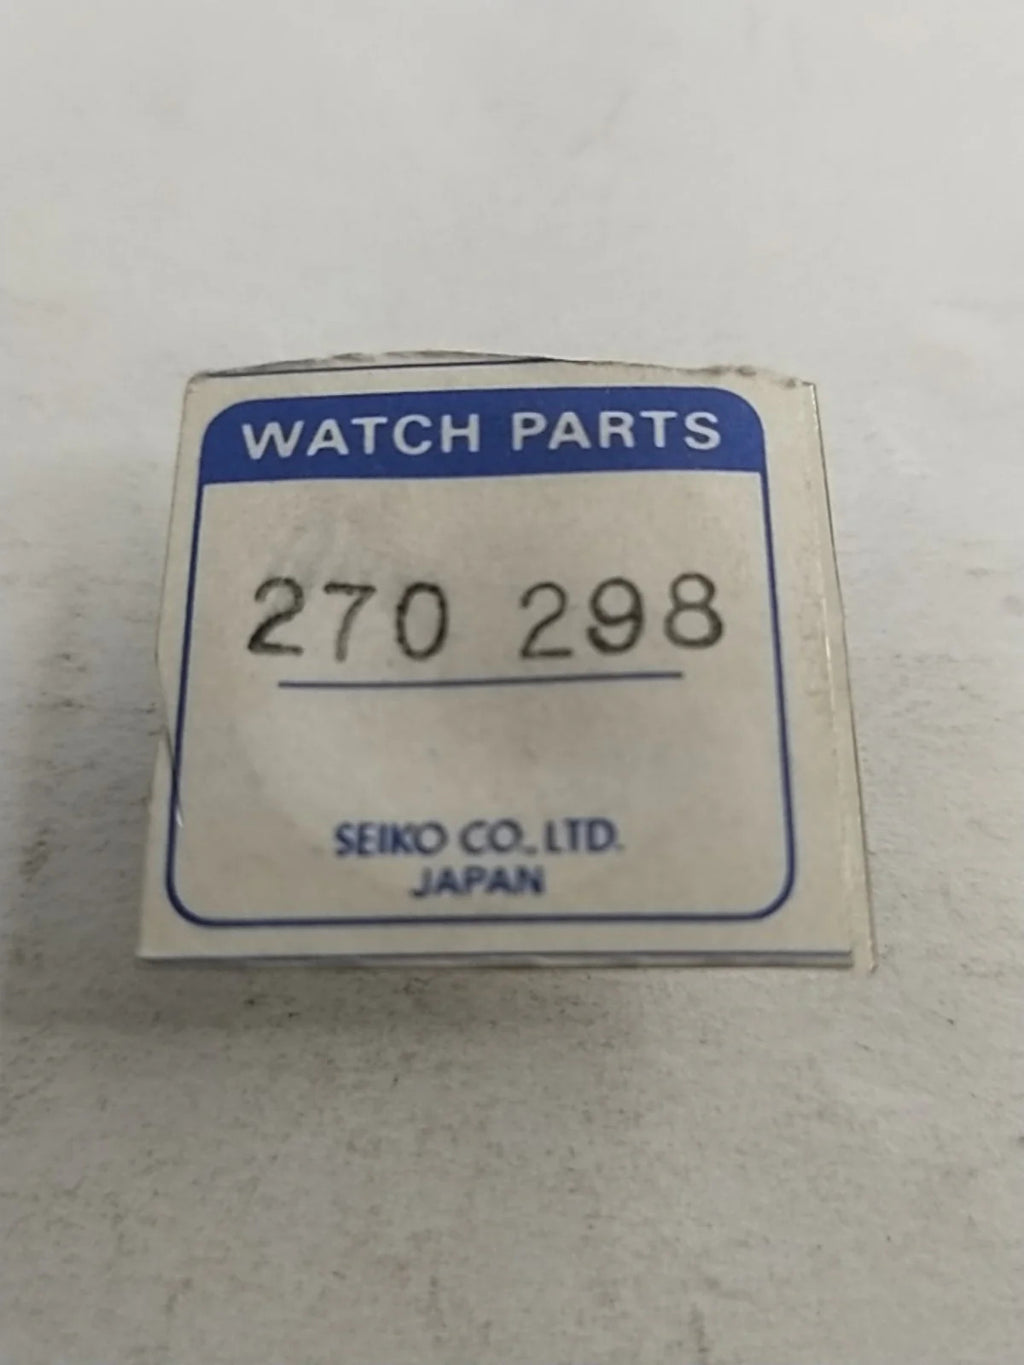 WATCH PARTS
270 298
SEIKO CO., LTD.
JAPAN